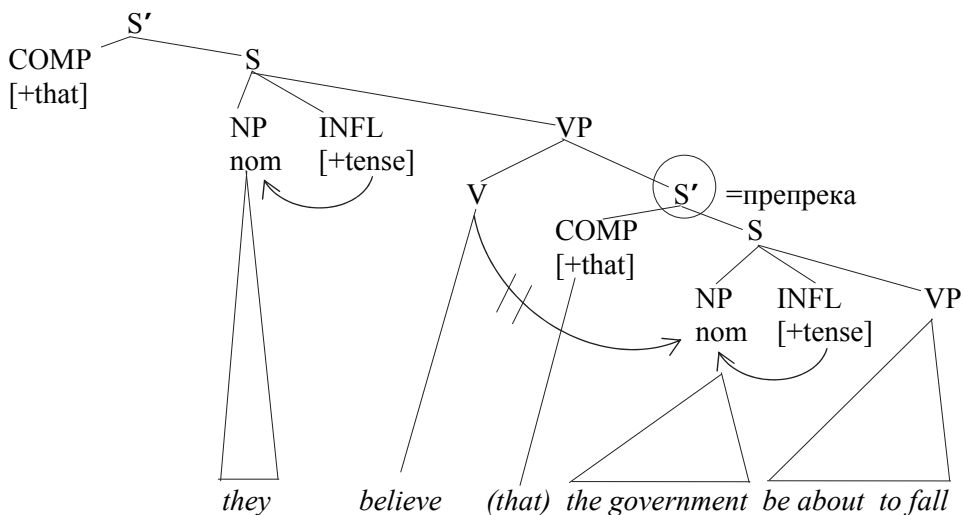 S′
COMP S
[+that]
NP INFL VP
nom [+tense]
V S′ =препрека
COMP S
[+that]
NP INFL VP
nom [+tense]
they believe (that) the government be about to fall